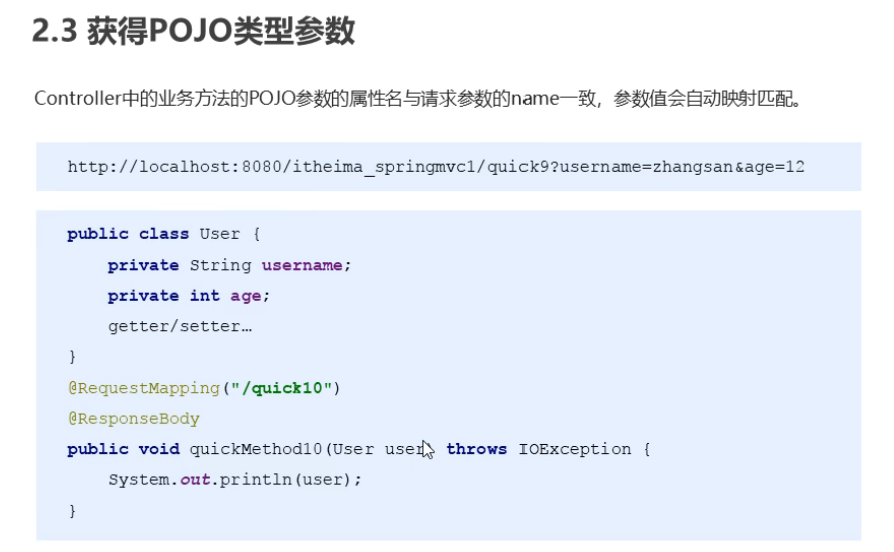 2.3 获得POJO类型参数
Controller中的业务方法的POJO参数的属性名与请求参数的name一致，参数值会自动映射匹配。
http://localhost:8080/itheima_springmvc1/quick9?username=zhangsan&age=12
public class User {
    private String username;
    private int age;
    getter/setter…
}
@RequestMapping("/quick10")
@ResponseBody
public void quickMethod10(User user) throws IOException {
    System.out.println(user);
}